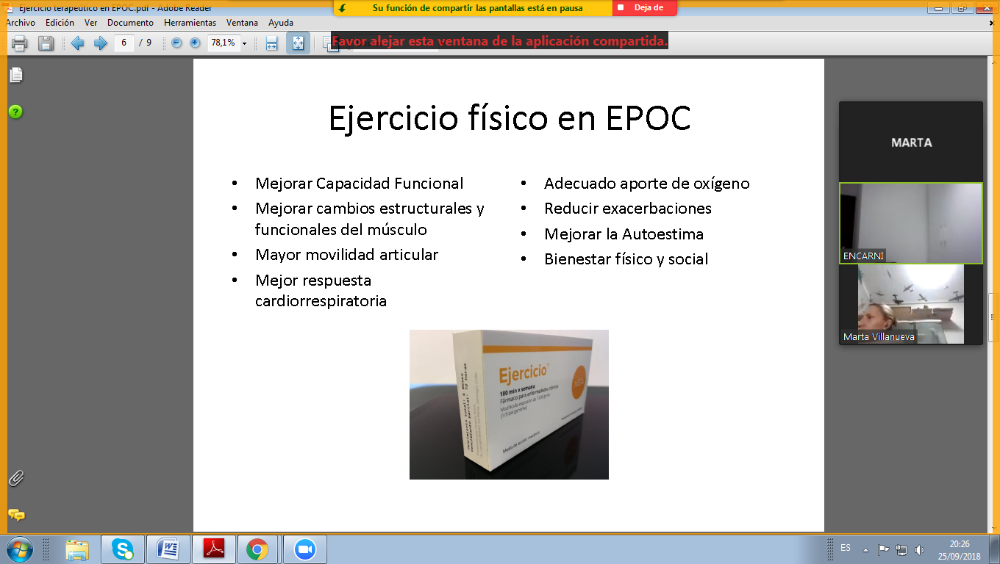 Ejercicio terapeutico en EPOC.pdf - Adobe Reader
Su función de compartir las pantallas está en pausa
Deja de
Archivo Edición Ver Documento Herramientas Ventana Ayuda
6 / 9
78,1%
Favor alejar esta ventana de la aplicación compartida.
Ejercicio físico en EPOC
• Mejorar Capacidad Funcional
• Mejorar cambios estructurales y
funcionales del músculo
• Mayor movilidad articular
• Mejor respuesta
cardiorrespiratoria
• Adecuado aporte de oxígeno
• Reducir exacerbaciones
• Mejorar la Autoestima
• Bienestar físico y social
Ejercicio®
180 min x semana
Fármaco para enfermedades crónicas
(1/3 del genoma)
MARTA
ENCARNI
Marta Villanueva
ES
20:26
25/09/2018